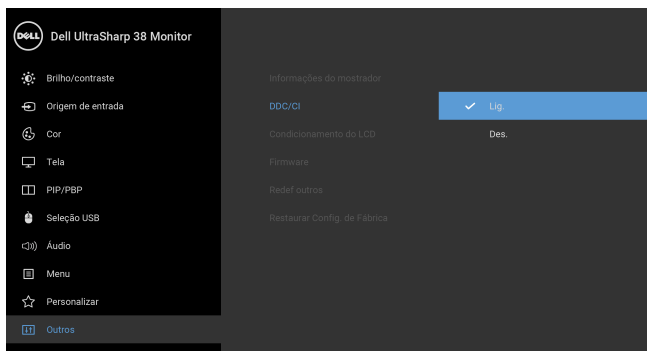 DELL
Dell UltraSharp 38 Monitor
Brilho/contraste
Origem de entrada
Cor
Tela
PIP/PBP
Seleção USB
Áudio
Menu
Personalizar
Outros
Informações do mostrador
DDC/CI
Condicionamento do LCD
Firmware
Redef outros
Restaurar Config. de Fábrica
Lig.
Des.